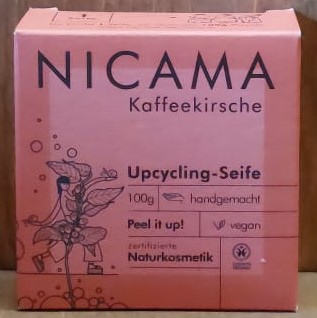 NICAMA
Kaffeekirsche
Upcycling-Seife
100g handgemacht
Peel it up! vegan
zertifizierte
Naturkosmetik